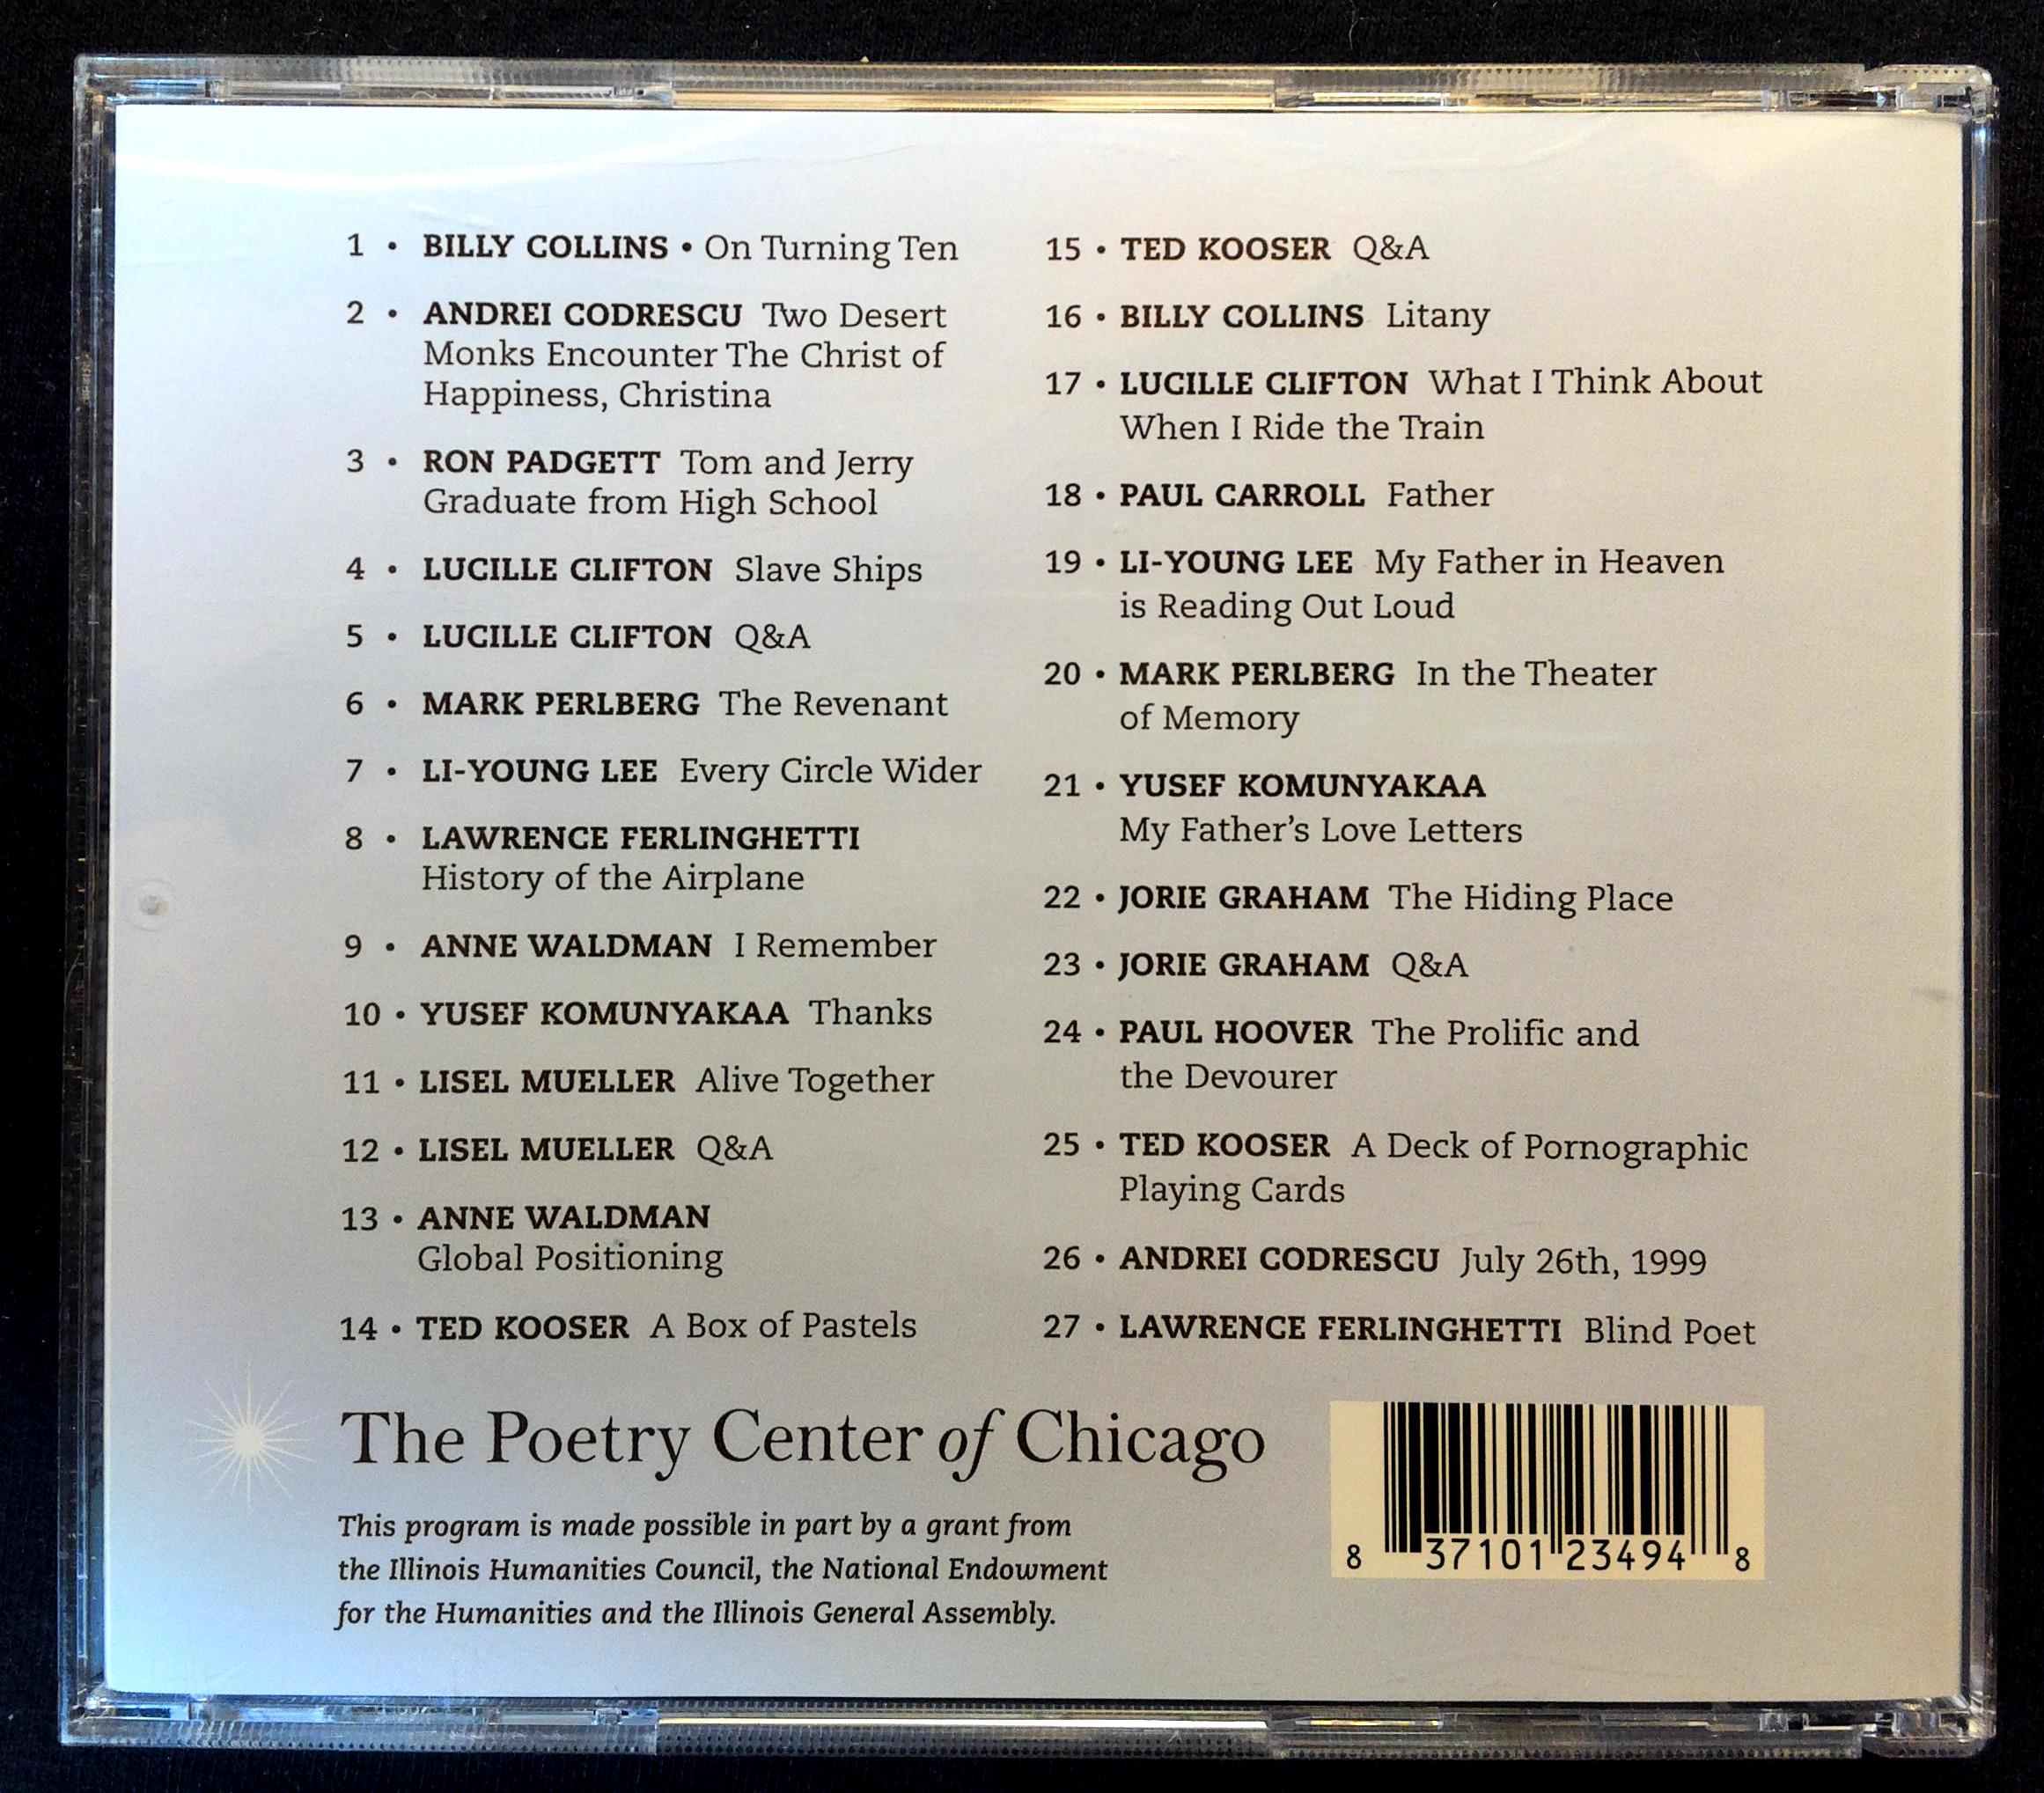 1 • BILLY COLLINS • On Turning Ten
2 • ANDREI CODRESCU Two Desert
Monks Encounter The Christ of
Happiness, Christina
3 • RON PADGETT Tom and Jerry
Graduate from High School
4 • LUCILLE CLIFTON Slave Ships
5 • LUCILLE CLIFTON Q&A
6 • MARK PERLBERG The Revenant
7 • LI-YOUNG LEE Every Circle Wider
8 • LAWRENCE FERLINGHETTI
History of the Airplane
9 • ANNE WALDMAN I Remember
10 • YUSEF KOMUNYAKAA Thanks
11 • LISEL MUELLER Alive Together
12 • LISEL MUELLER Q&A
13 • ANNE WALDMAN
Global Positioning
14 • TED KOOSER A Box of Pastels
15 • TED KOOSER Q&A
16 • BILLY COLLINS Litany
17 • LUCILLE CLIFTON What I Think About
When I Ride the Train
18 • PAUL CARROLL Father
19 • LI-YOUNG LEE My Father in Heaven
is Reading Out Loud
20 • MARK PERLBERG In the Theater
of Memory
21 • YUSEF KOMUNYAKAA
My Father’s Love Letters
22 • JORIE GRAHAM The Hiding Place
23 • JORIE GRAHAM Q&A
24 • PAUL HOOVER The Prolific and
the Devourer
25 • TED KOOSER A Deck of Pornographic
Playing Cards
26 • ANDREI CODRESCU July 26th, 1999
27 • LAWRENCE FERLINGHETTI Blind Poet
The Poetry Center of Chicago
This program is made possible in part by a grant from
the Illinois Humanities Council, the National Endowment
for the Humanities and the Illinois General Assembly.
8 37101 23494 8